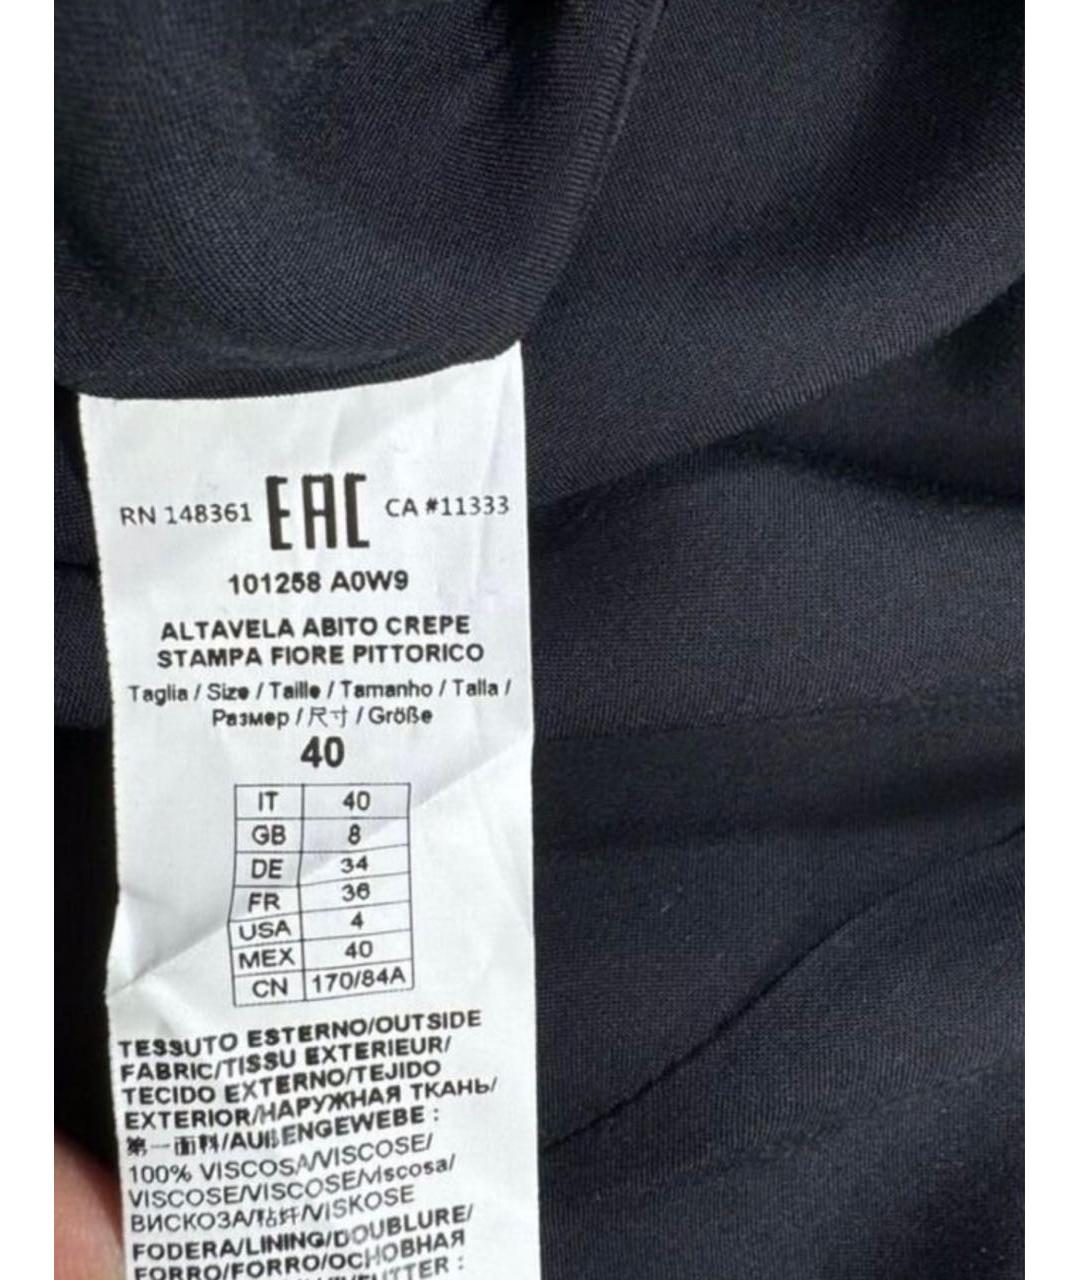 RN 148361 EAC CA #11333
101258 A0W9
ALTAVELA ABITO CREPE
STAMPA FIORE PITTORICO
Taglia / Size / Taille / Tamanho / Talla /
Размер / 尺寸 / Größe
40
IT 40
GB 8
DE 34
FR 36
USA 4
MEX 40
CN 170/84A
TESSUTO ESTERNO/OUTSIDE
FABRIC/TISSU EXTERIEUR/
TECIDO EXTERNO/TEJIDO
EXTERIOR/НАРУЖНАЯ ТКАНЬ/
第一面料/AUßENGEWEBE :
100% VISCOSA/VISCOSE/
VISCOSE/VISCOSE/Viscosa/
ВИСКОЗА/粘纤/VISKOSE
FODERA/LINING/DOUBLURE/
FORRO/FORRO/ОСНОВНАЯ